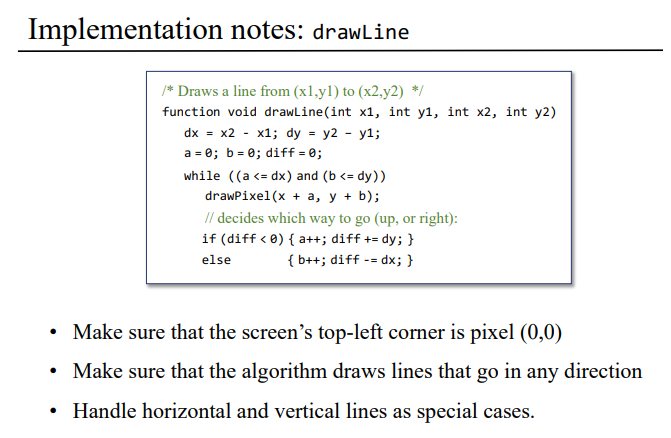 Implementation notes: drawLine
/* Draws a line from (x1,y1) to (x2,y2) */
function void drawLine(int x1, int y1, int x2, int y2)
dx = x2 - x1; dy = y2 − y1;
a = 0; b = 0; diff = 0;
while ((a <= dx) and (b <= dy))
drawPixel(x + a, y + b);
// decides which way to go (up, or right):
if (diff < 0) { a++; diff += dy; }
else { b++; diff -= dx; }
• Make sure that the screen’s top-left corner is pixel (0,0)
• Make sure that the algorithm draws lines that go in any direction
• Handle horizontal and vertical lines as special cases.